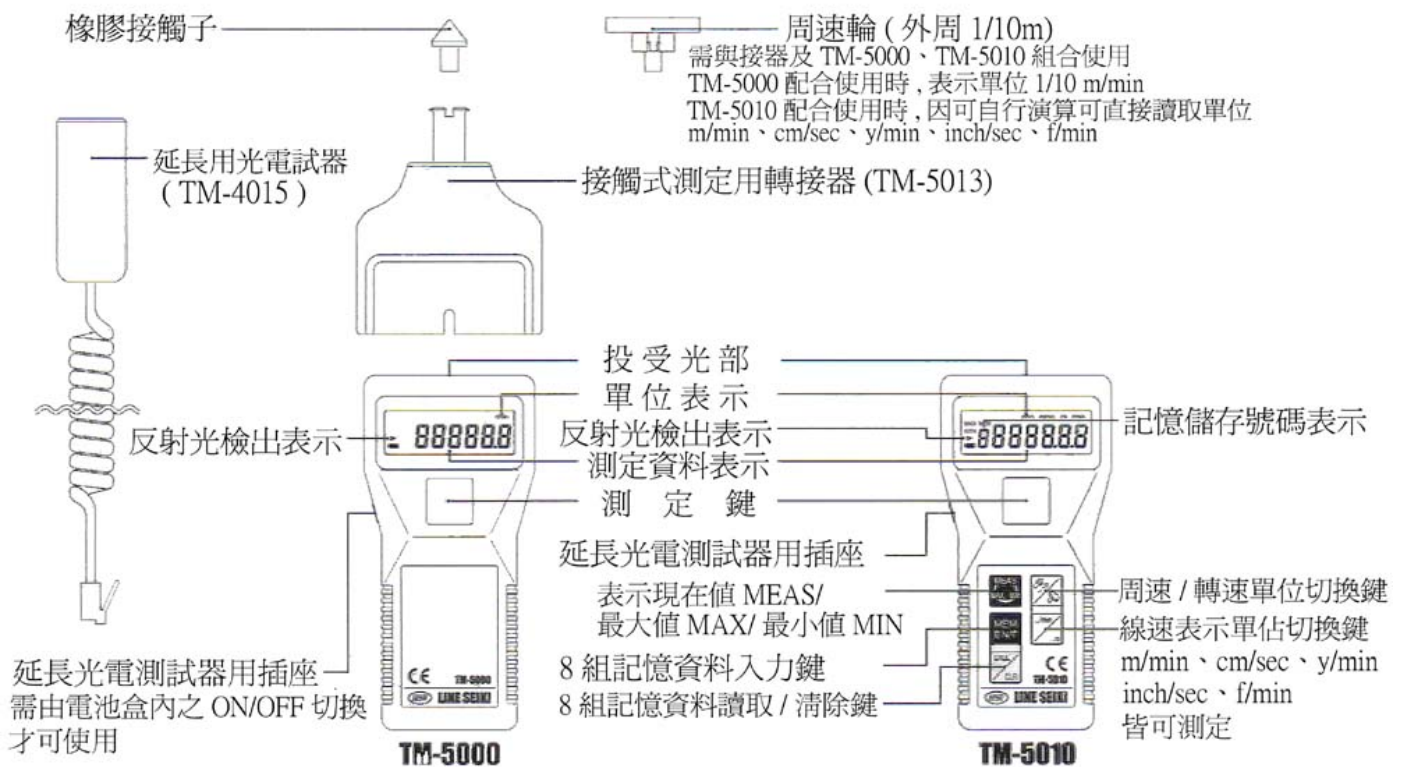 橡膠接觸子
周速輪 ( 外周 1/10m)
需與接器及 TM-5000、TM-5010 組合使用
TM-5000 配合使用時 , 表示單位 1/10 m/min
TM-5010 配合使用時 , 因可自行演算可直接讀取單位
m/min、cm/sec、y/min、inch/sec、f/min
延長用光電試器
( TM-4015 )
接觸式測定用轉接器 (TM-5013)
投受光部
單位表示
反射光檢出表示
反射光檢出表示
測定資料表示
測 定 鍵
記憶儲存號碼表示
888888
8888888
延長光電測試器用插座
表示現在値 MEAS/
最大値 MAX/ 最小値 MIN
8 組記憶資料入力鍵
8 組記憶資料讀取 / 清除鍵
周速 / 轉速單位切換鍵
線速表示單佔切換鍵
m/min、cm/sec、y/min
inch/sec、f/min
皆可測定
延長光電測試器用插座
需由電池盒內之 ON/OFF 切換
才可使用
CE
TM-5000
LINE SEIKI
TM-5000
MEAS
MEM
CALL
CLR
CE
TM-5010
LINE SEIKI
TM-5010